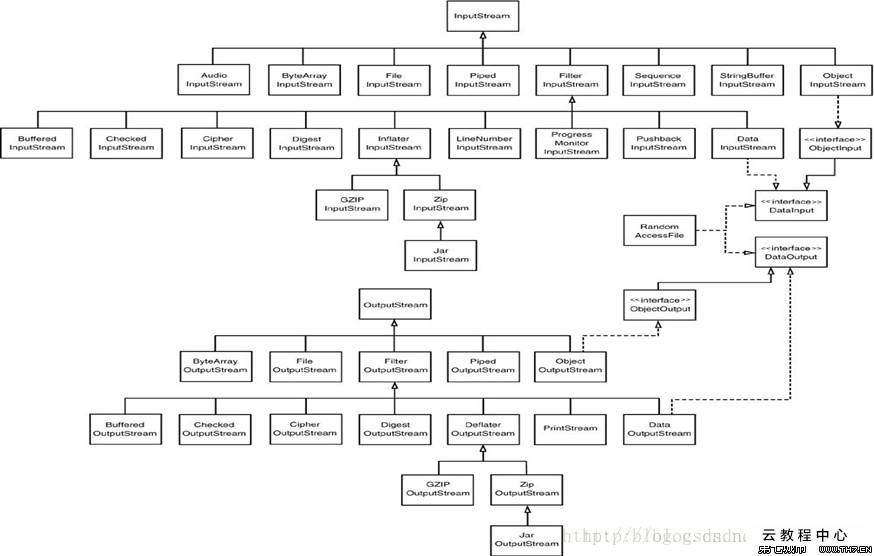 InputStream
Audio
InputStream
ByteArray
InputStream
File
InputStream
Piped
InputStream
Filter
InputStream
Sequence
InputStream
StringBuffer
InputStream
Object
InputStream
Buffered
InputStream
Checked
InputStream
Cipher
InputStream
Digest
InputStream
Inflater
InputStream
LineNumber
InputStream
Progress
Monitor
InputStream
Pushback
InputStream
Data
InputStream
<<interface>>
ObjectInput
GZIP
InputStream
Zip
InputStream
<<interface>>
DataInput
Random
AccessFile
Jar
InputStream
<<interface>>
DataOutput
OutputStream
<<interface>>
ObjectOutput
ByteArray
OutputStream
File
OutputStream
Filter
OutputStream
Piped
OutputStream
Object
OutputStream
Buffered
OutputStream
Checked
OutputStream
Cipher
OutputStream
Digest
OutputStream
Deflater
OutputStream
PrintStream
Data
OutputStream
GZIP
OutputStream
Zip
OutputStream
Jar
OutputStream
云教程中心